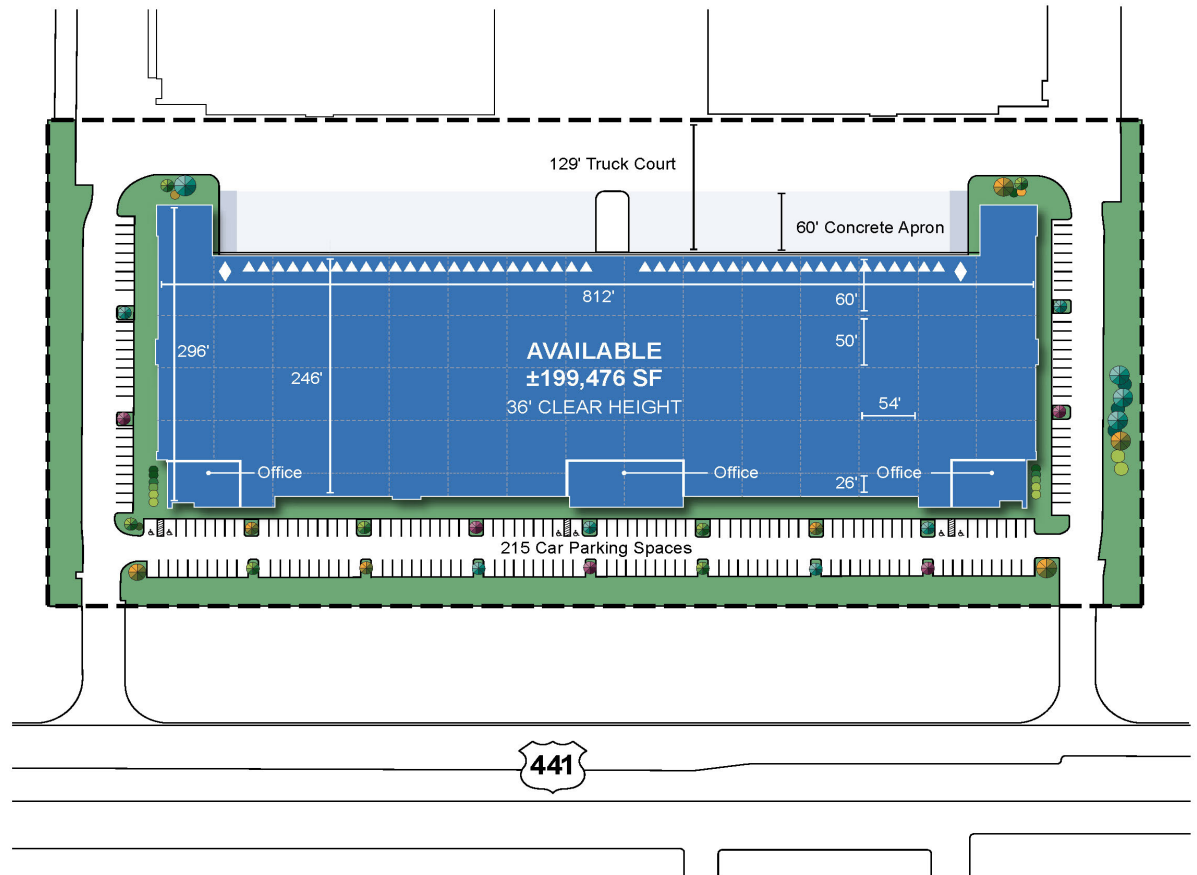 129' Truck Court
60' Concrete Apron
812'
60'
296'
50'
AVAILABLE
±199,476 SF
246'
36' CLEAR HEIGHT
54'
Office
Office
Office
26'
215 Car Parking Spaces
441